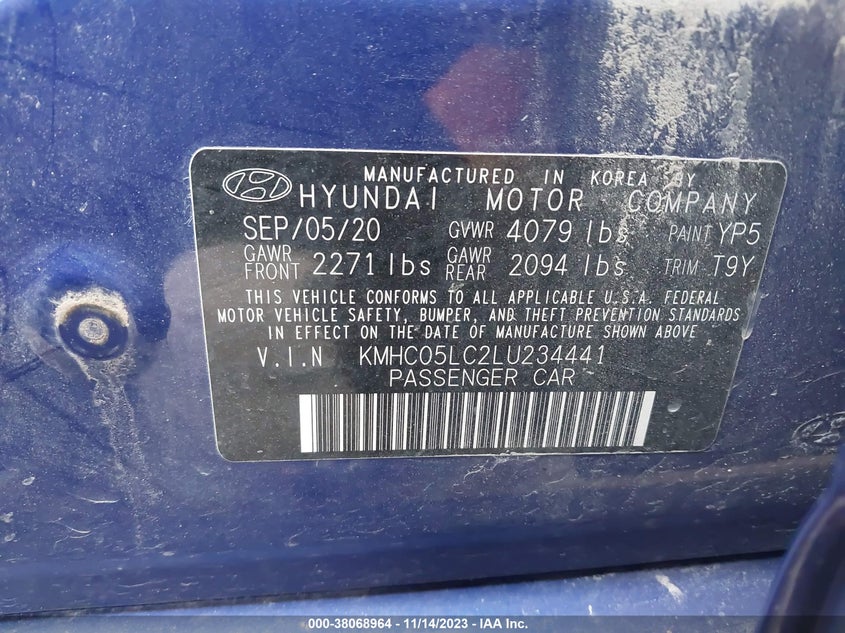 MANUFACTURED IN KOREA BY
HYUNDAI MOTOR COMPANY
SEP/05/20 GVWR 4079 lbs PAINT YP5
GAWR FRONT 2271 lbs GAWR REAR 2094 lbs TRIM T9Y
THIS VEHICLE CONFORMS TO ALL APPLICABLE U.S.A. FEDERAL
MOTOR VEHICLE SAFETY, BUMPER, AND THEFT PREVENTION STANDARDS
IN EFFECT ON THE DATE OF MANUFACTURE SHOWN ABOVE
V.I.N KMHC05LC2LU234441
PASSENGER CAR
000-38068964 - 11/14/2023 - IAA Inc.